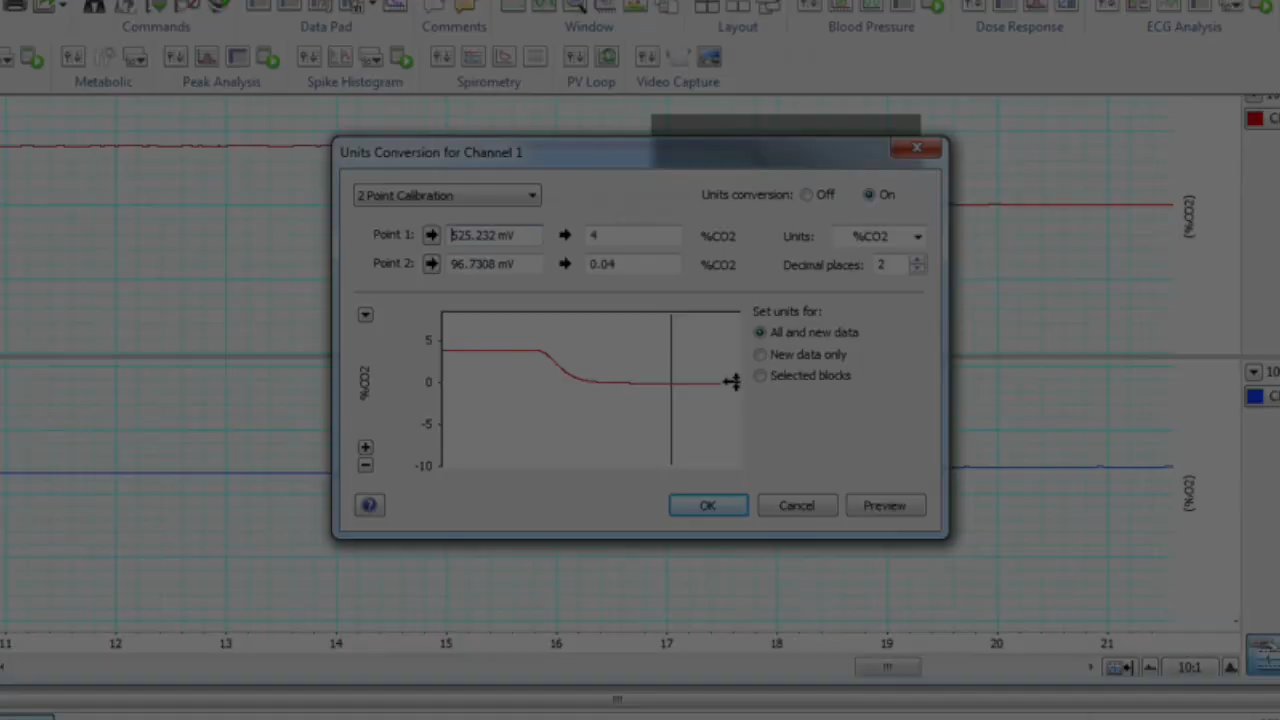 Commands Data Pad Comments Window Layout Blood Pressure Dose Response ECG Analysis
Metabolic Peak Analysis Spike Histogram Spirometry PV Loop Video Capture
Units Conversion for Channel 1
2 Point Calibration Units conversion: Off On
Point 1: 525.232 mV 4 %CO2 Units: %CO2
Point 2: 96.7308 mV 0.04 %CO2 Decimal places: 2
Set units for:
All and new data
New data only
Selected blocks
5
0
-5
-10
%CO2
OK Cancel Preview
(%CO2)
(%CO2)
10
11 12 13 14 15 16 17 18 19 20 21
10:1